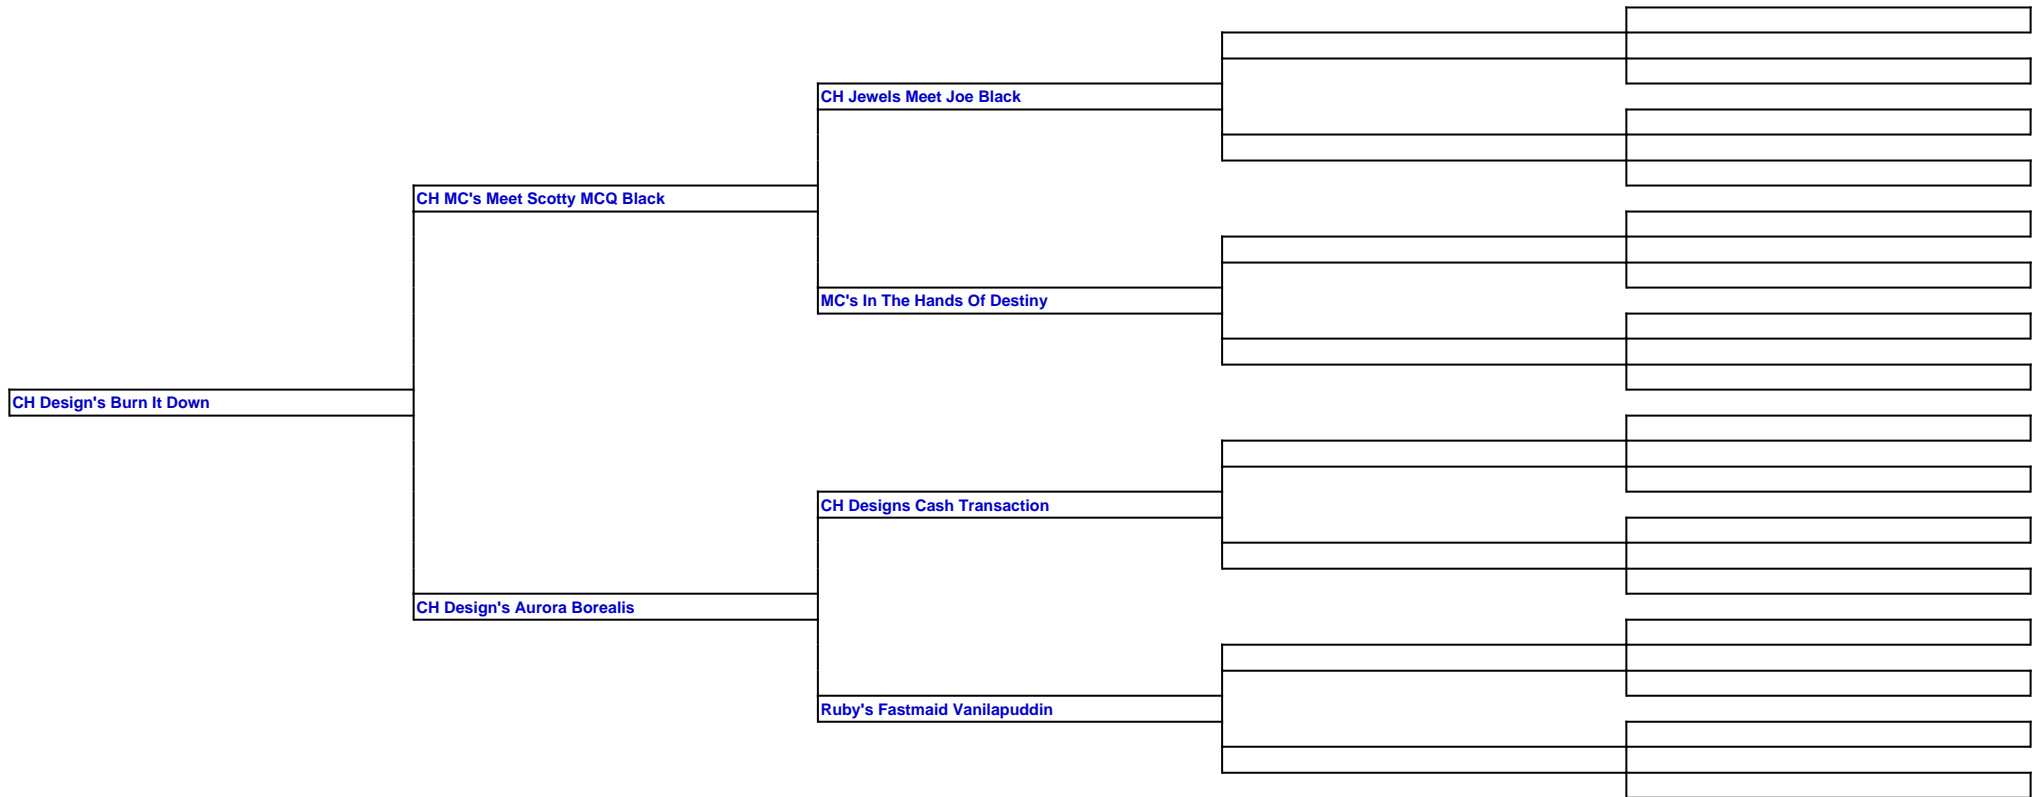 CH Jewels Meet Joe Black
CH MC's Meet Scotty MCQ Black
MC's In The Hands Of Destiny
CH Design's Burn It Down
CH Designs Cash Transaction
CH Design's Aurora Borealis
Ruby's Fastmaid Vanilapuddin